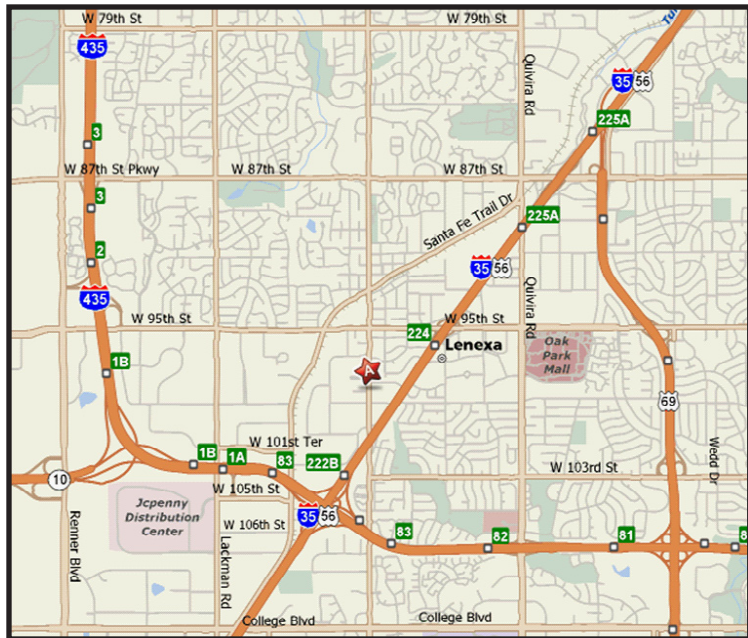 W 79th St
W 79th St
435
Quivira Rd
35
56
225A
3
W 87th St Pkwy
W 87th St
W 87th St
3
Santa Fe Trail Dr
225A
2
35
56
435
Quivira Rd
W 95th St
W 95th St
224
Lenexa
Oak
Park
Mall
1B
A
69
W 101st Ter
1B
1A
83
222B
Wedd Dr
W 103rd St
10
W 105th St
Jcpenny
Distribution
Center
35
56
W 106th St
83
82
81
8
Renner Blvd
Lackman Rd
College Blvd
College Blvd